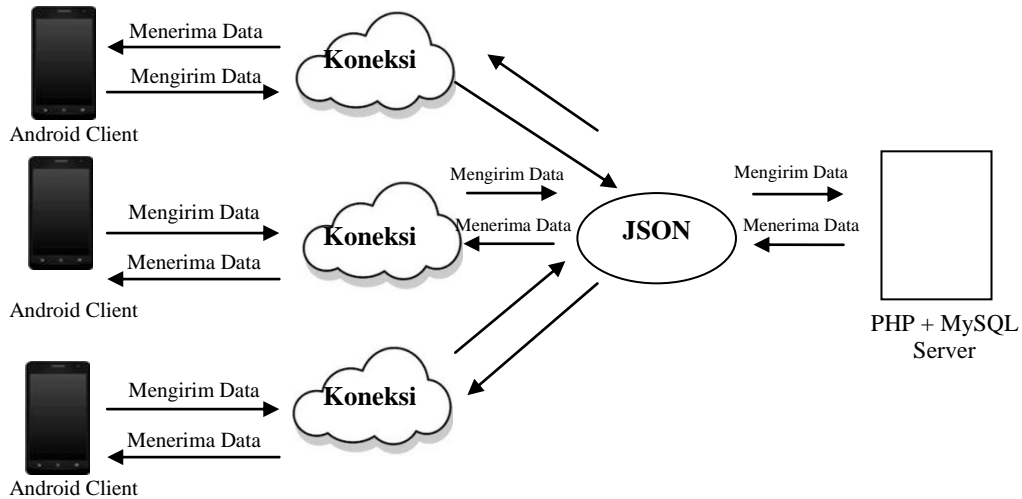 Menerima Data
Koneksi
Mengirim Data
Android Client
Mengirim Data
Mengirim Data
Mengirim Data
Koneksi
Menerima Data
JSON
Menerima Data
Menerima Data
Android Client
PHP + MySQL
Server
Mengirim Data
Koneksi
Menerima Data
Android Client